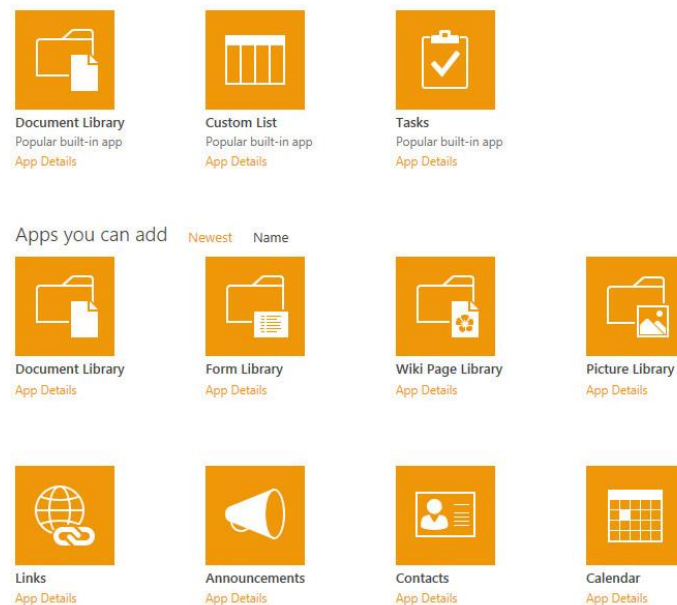 Document Library
Popular built-in app
App Details
Custom List
Popular built-in app
App Details
Tasks
Popular built-in app
App Details
Apps you can add Newest Name
Document Library
App Details
Form Library
App Details
Wiki Page Library
App Details
Picture Library
App Details
Links
App Details
Announcements
App Details
Contacts
App Details
Calendar
App Details